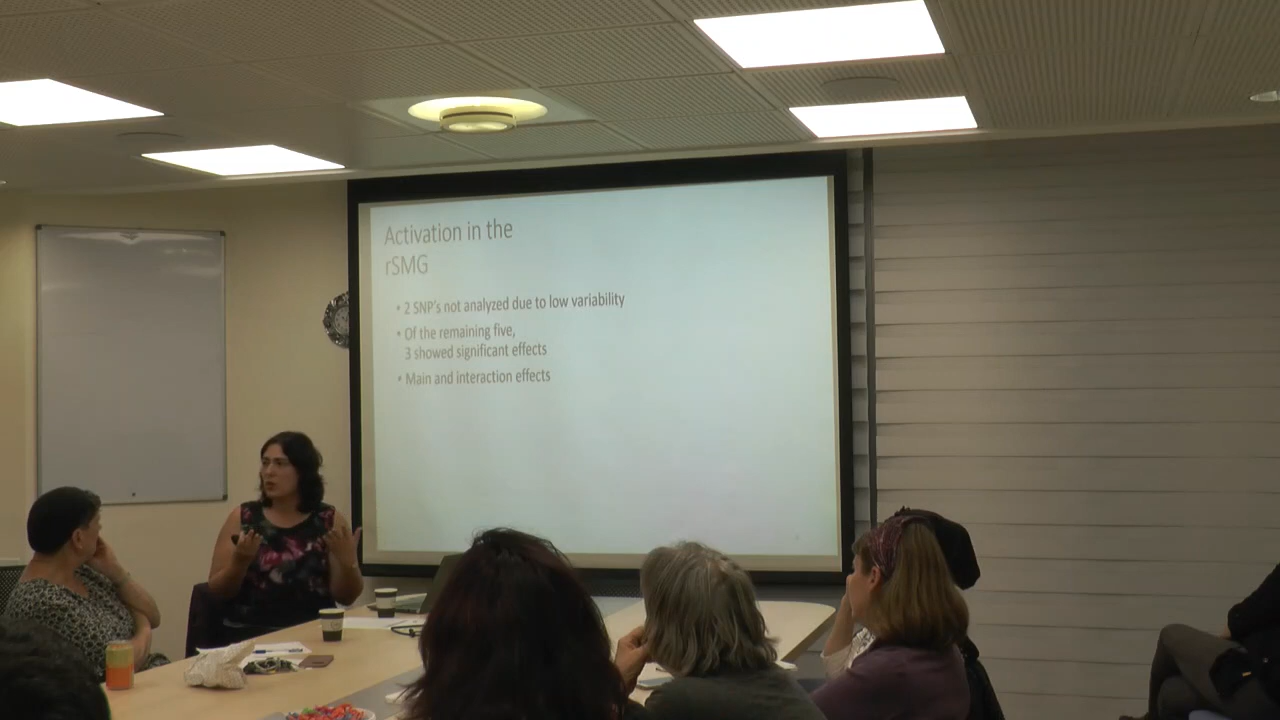 Activation in the
rSMG
• 2 SNP's not analyzed due to low variability
• Of the remaining five,
3 showed significant effects
• Main and interaction effects